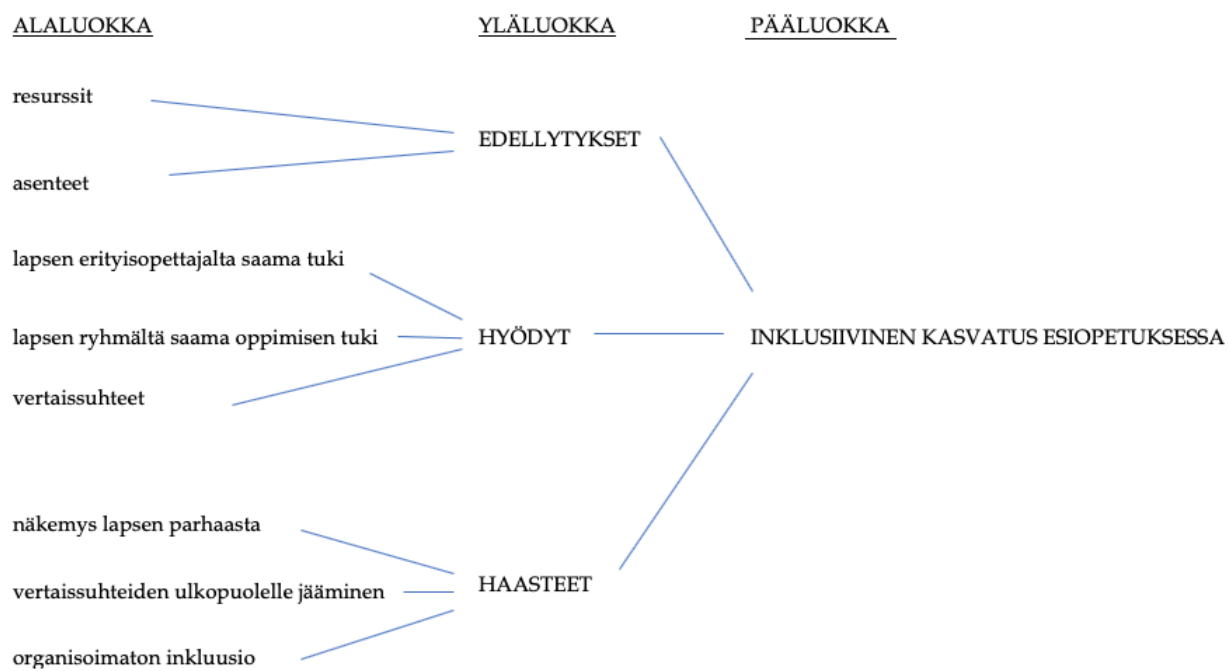 ALALUOKKA YLÄLUOKKA PÄÄLUOKKA
resurssit
EDELLYTYKSET
asenteet
lapsen erityisopettajalta saama tuki
lapsen ryhmältä saama oppimisen tuki HYÖDYT INKLUSIIVINEN KASVATUS ESIOPETUKSESSA
vertaissuhteet
näkemys lapsen parhaasta
vertaissuhteiden ulkopuolelle jääminen HAASTEET
organisoimaton inkluusio